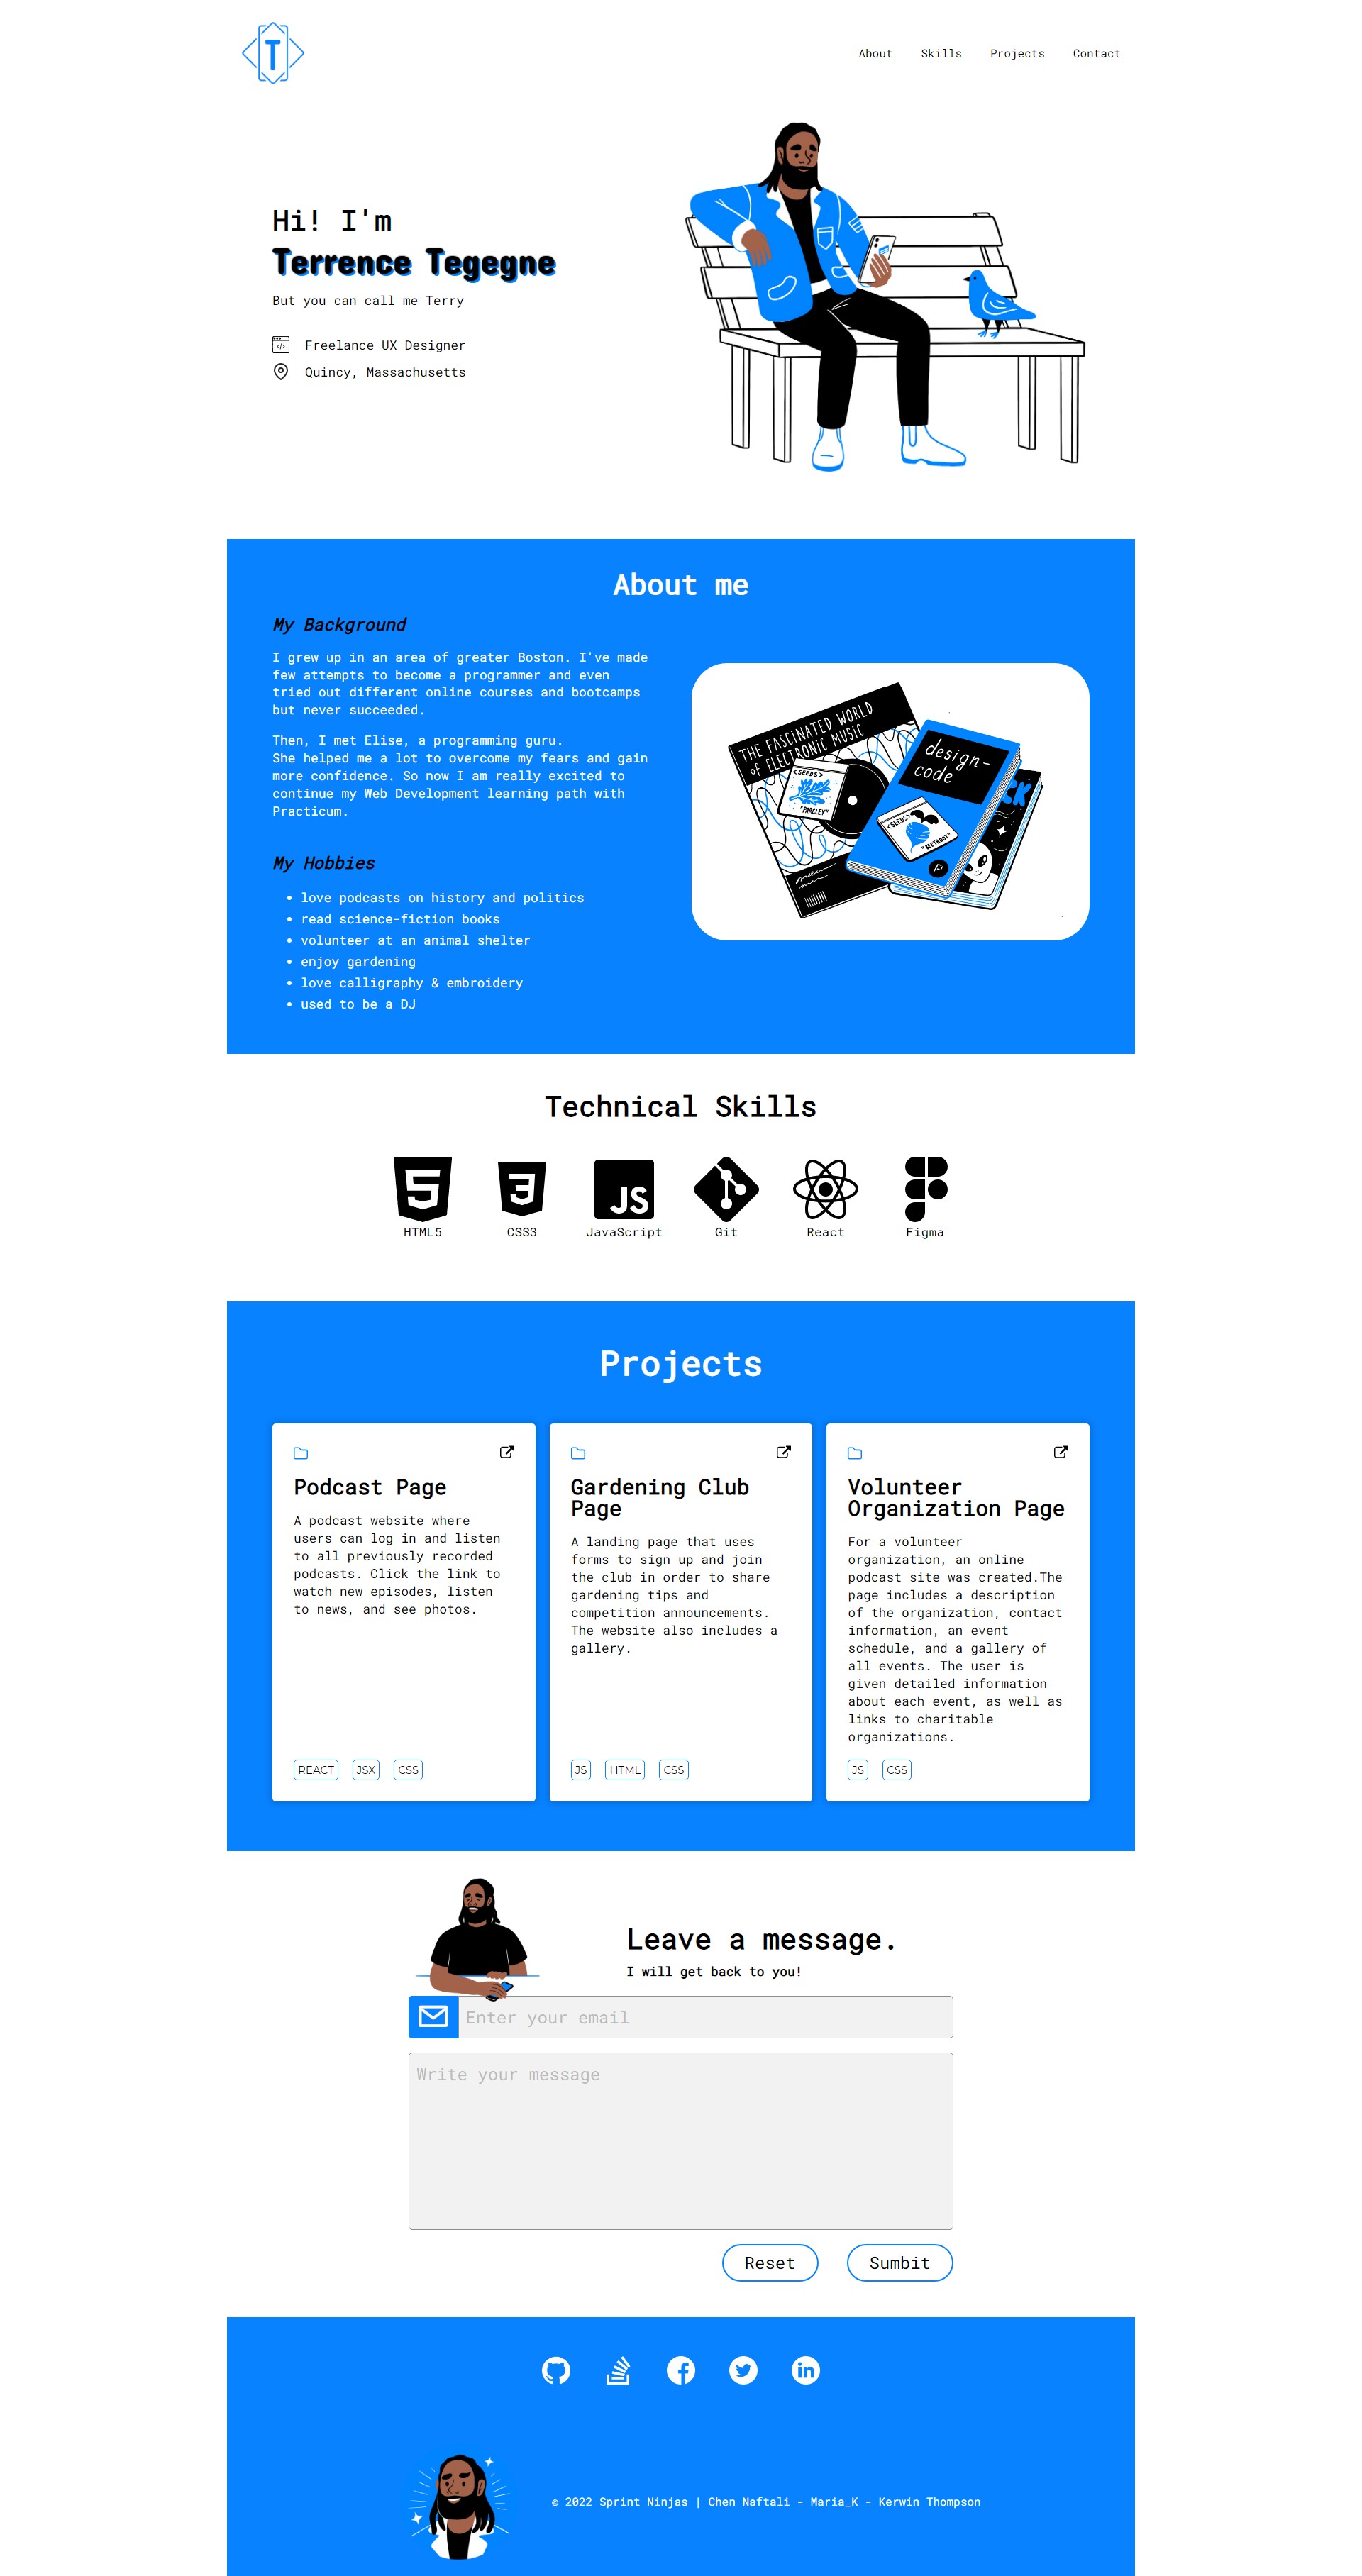 T
About Skills Projects Contact
Hi! I'm
Terrence Tegegne
But you can call me Terry
Freelance UX Designer
Quincy, Massachusetts
About me
My Background
I grew up in an area of greater Boston. I've made
few attempts to become a programmer and even
tried out different online courses and bootcamps
but never succeeded.
Then, I met Elise, a programming guru.
She helped me a lot to overcome my fears and gain
more confidence. So now I am really excited to
continue my Web Development learning path with
Practicum.
My Hobbies
• love podcasts on history and politics
• read science-fiction books
• volunteer at an animal shelter
• enjoy gardening
• love calligraphy & embroidery
• used to be a DJ
THE FASCINATED WORLD
of ELECTRONIC MUSIC
<SEEDS>
"PARCLEY"
design-
code
<SEEDS>
"BEETROOT"
Technical Skills
5
3
JS
HTML5 CSS3 JavaScript Git React Figma
Projects
Podcast Page
A podcast website where
users can log in and listen
to all previously recorded
podcasts. Click the link to
watch new episodes, listen
to news, and see photos.
REACT JSX CSS
Gardening Club
Page
A landing page that uses
forms to sign up and join
the club in order to share
gardening tips and
competition announcements.
The website also includes a
gallery.
JS HTML CSS
Volunteer
Organization Page
For a volunteer
organization, an online
podcast site was created.The
page includes a description
of the organization, contact
information, an event
schedule, and a gallery of
all events. The user is
given detailed information
about each event, as well as
links to charitable
organizations.
JS CSS
Leave a message.
I will get back to you!
Enter your email
Write your message
Reset Sumbit
© 2022 Sprint Ninjas | Chen Naftali - Maria_K - Kerwin Thompson